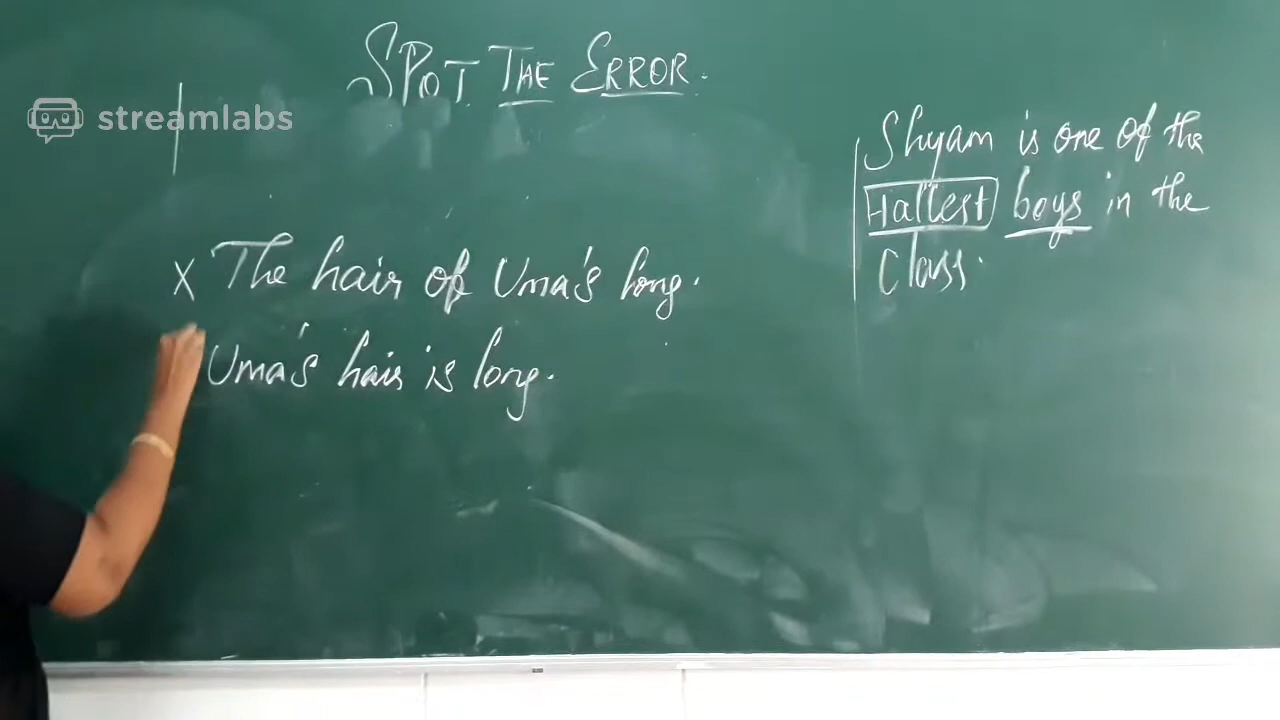 SPOT THE ERROR.
streamlabs
X The hair of Uma's long.
Uma's hair is long.
Shyam is one of the
tallest boys in the
class.